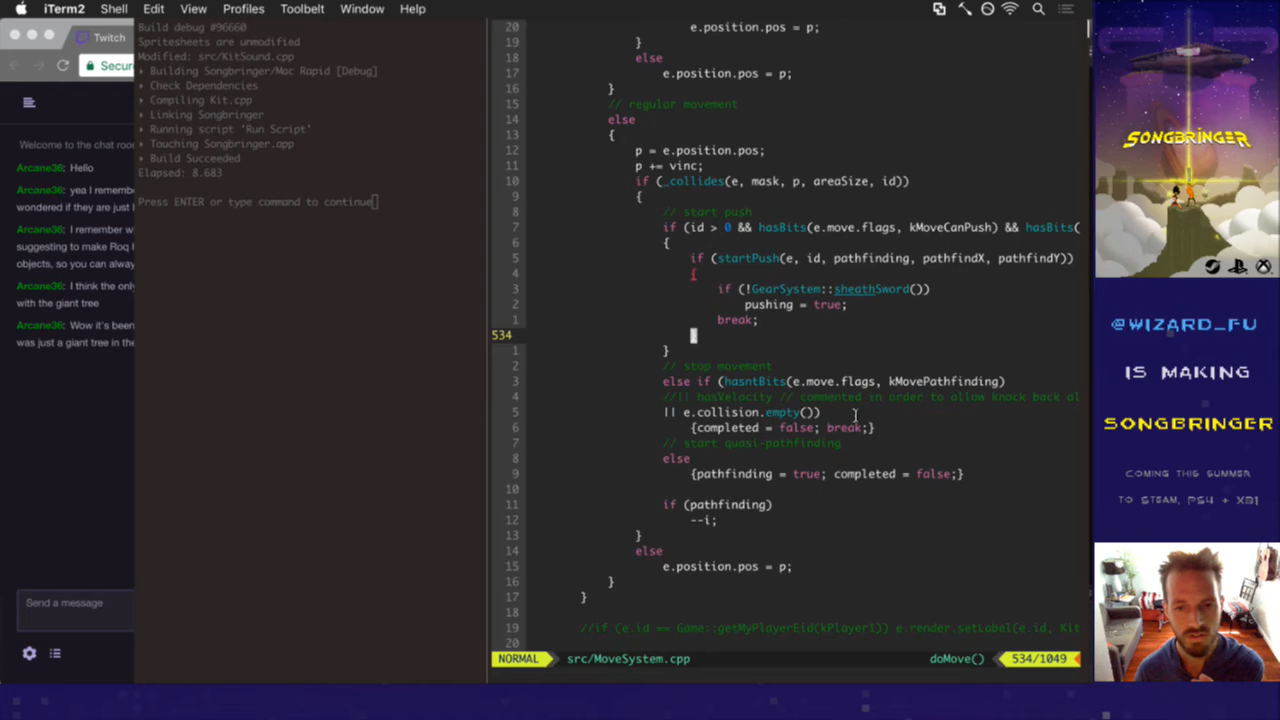 iTerm2 Shell Edit View Profiles Toolbelt Window Help
Twitch
Secure
Welcome to the chat room
Arcane36: Hello
Arcane36: yea I remember
wondered if they are just
Arcane36: I remember w
suggesting to make Roq
objects, so you can alway
Arcane36: I think the only
with the giant tree
Arcane36: Wow it's been
was just a giant tree in the
Send a message
Build debug #96660
Spritesheets are unmodified
Modified: src/KitSound.cpp
Building Songbringer/Mac Rapid [Debug]
Check Dependencies
Compiling Kit.cpp
Linking Songbringer
Running script 'Run Script'
Touching Songbringer.app
Build Succeeded
Elapsed: 8.683
Press ENTER or type command to continue
20 e.position.pos = p;
19 }
18 else
17 e.position.pos = p;
16 }
15 // regular movement
14 else
13 {
12 p = e.position.pos;
11 p += vinc;
10 if (_collides(e, mask, p, areaSize, id))
9 {
8 // start push
7 if (id > 0 && hasBits(e.move.flags, kMoveCanPush) && hasBits(
6 {
5 if (startPush(e, id, pathfinding, pathfindX, pathfindY))
4 {
3 if (!GearSystem::sheathSword())
2 pushing = true;
1 break;
534 }
1 }
2 // stop movement
3 else if (hasntBits(e.move.flags, kMovePathfinding)
4 //|| hasVelocity // commented in order to allow knock back al
5 || e.collision.empty())
6 {completed = false; break;}
7 // start quasi-pathfinding
8 else
9 {pathfinding = true; completed = false;}
10
11 if (pathfinding)
12 --i;
13 }
14 else
15 e.position.pos = p;
16 }
17 }
18
19 //if (e.id == Game::getMyPlayerEid(kPlayer1)) e.render.setLabel(e.id, Kit
20
NORMAL src/MoveSystem.cpp doMove() 534/1049
SONGBRINGER
@WIZARD_FU
IS MAKING
SONGBRINGER
COMING THIS SUMMER
TO STEAM, PS4 + XB1